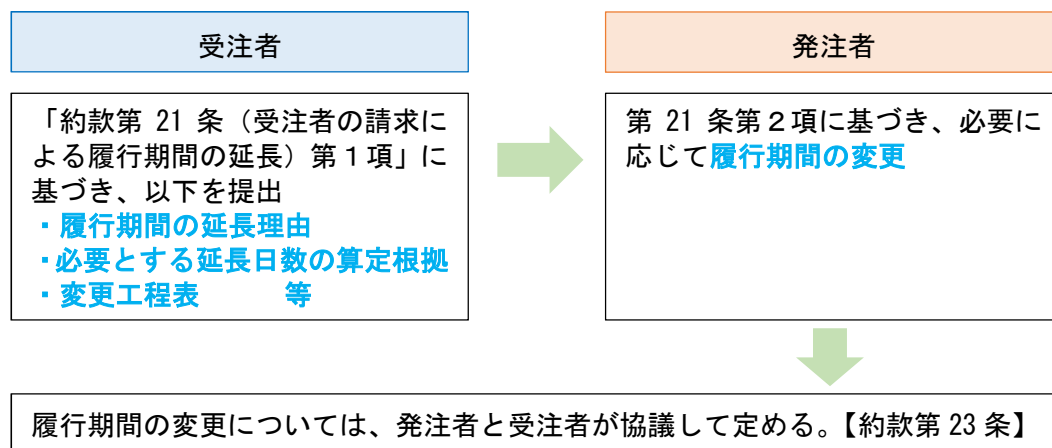 受注者
「約款第 21 条（受注者の請求に
よる履行期間の延長）第１項」に
基づき、以下を提出
・履行期間の延長理由
・必要とする延長日数の算定根拠
・変更工程表　　　等
発注者
第 21 条第２項に基づき、必要に
応じて履行期間の変更
履行期間の変更については、発注者と受注者が協議して定める。【約款第 23 条】